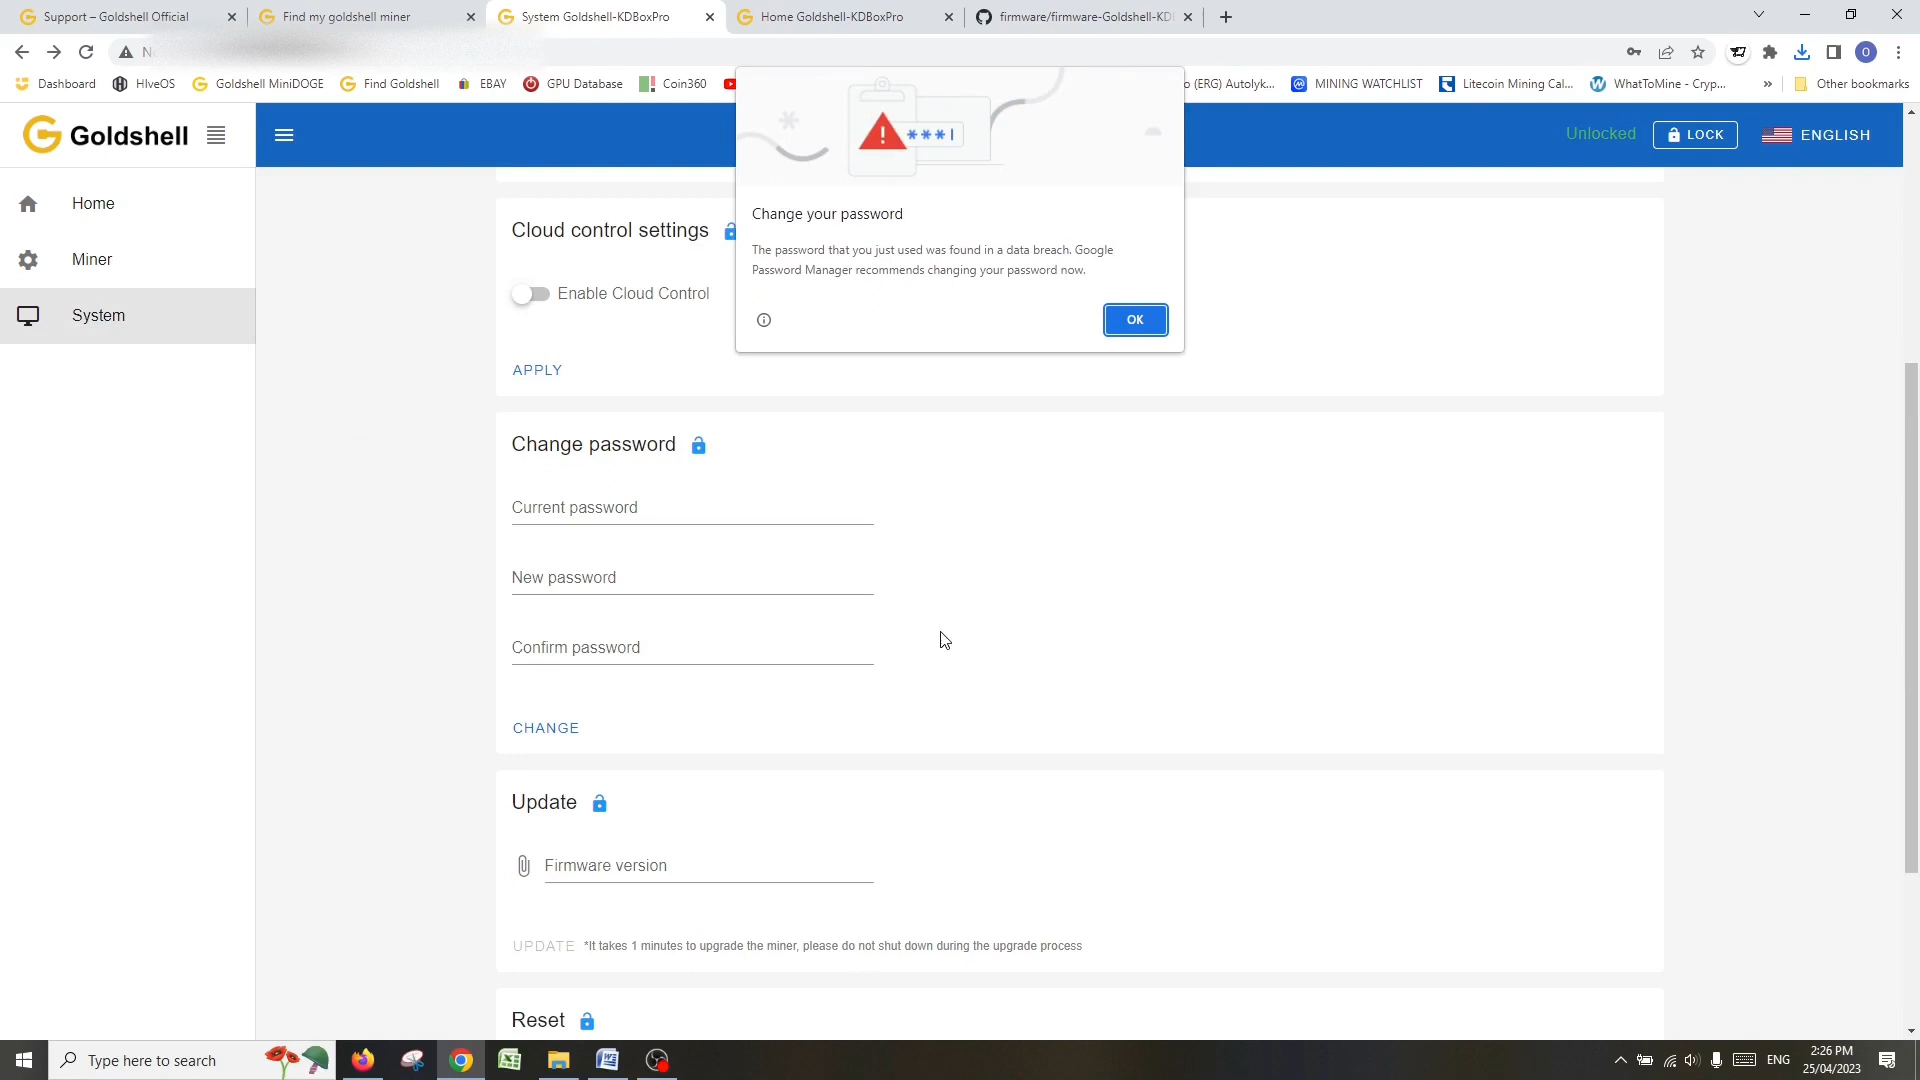 Support – Goldshell Official
Find my goldshell miner
System Goldshell-KDBoxPro
Home Goldshell-KDBoxPro
firmware/firmware-Goldshell-KD
N
O
Dashboard
HIveOS
Goldshell MiniDOGE
Find Goldshell
EBAY
GPU Database
Coin360
o (ERG) Autolyk...
MINING WATCHLIST
Litecoin Mining Cal...
WhatToMine - Cryp...
»
Other bookmarks
Goldshell
Unlocked
LOCK
ENGLISH
***
Home
Miner
System
Change your password
The password that you just used was found in a data breach. Google
Password Manager recommends changing your password now.
OK
Cloud control settings
Enable Cloud Control
APPLY
Change password
Current password
New password
Confirm password
CHANGE
Update
Firmware version
UPDATE *It takes 1 minutes to upgrade the miner, please do not shut down during the upgrade process
Reset
Type here to search
ENG
2:26 PM
25/04/2023